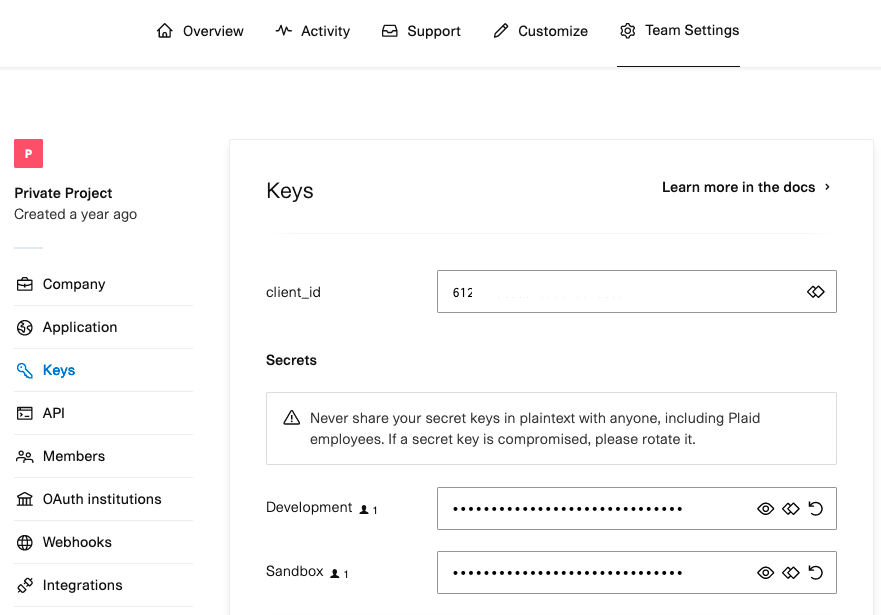 Overview
Activity
Support
Customize
Team Settings
P
Private Project
Created a year ago
Company
Application
Keys
API
Members
OAuth institutions
Webhooks
Integrations
Keys
Learn more in the docs
client_id
612
Secrets
Never share your secret keys in plaintext with anyone, including Plaid
employees. If a secret key is compromised, please rotate it.
Development 1
Sandbox 1